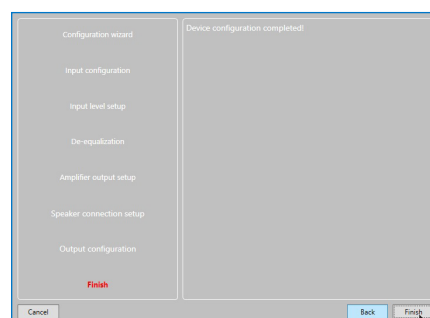 Configuration wizard
Device configuration completed!
Input configuration
Input level setup
De-equalization
Amplifier output setup
Speaker connection setup
Output configuration
Finish
Cancel
Back
Finish